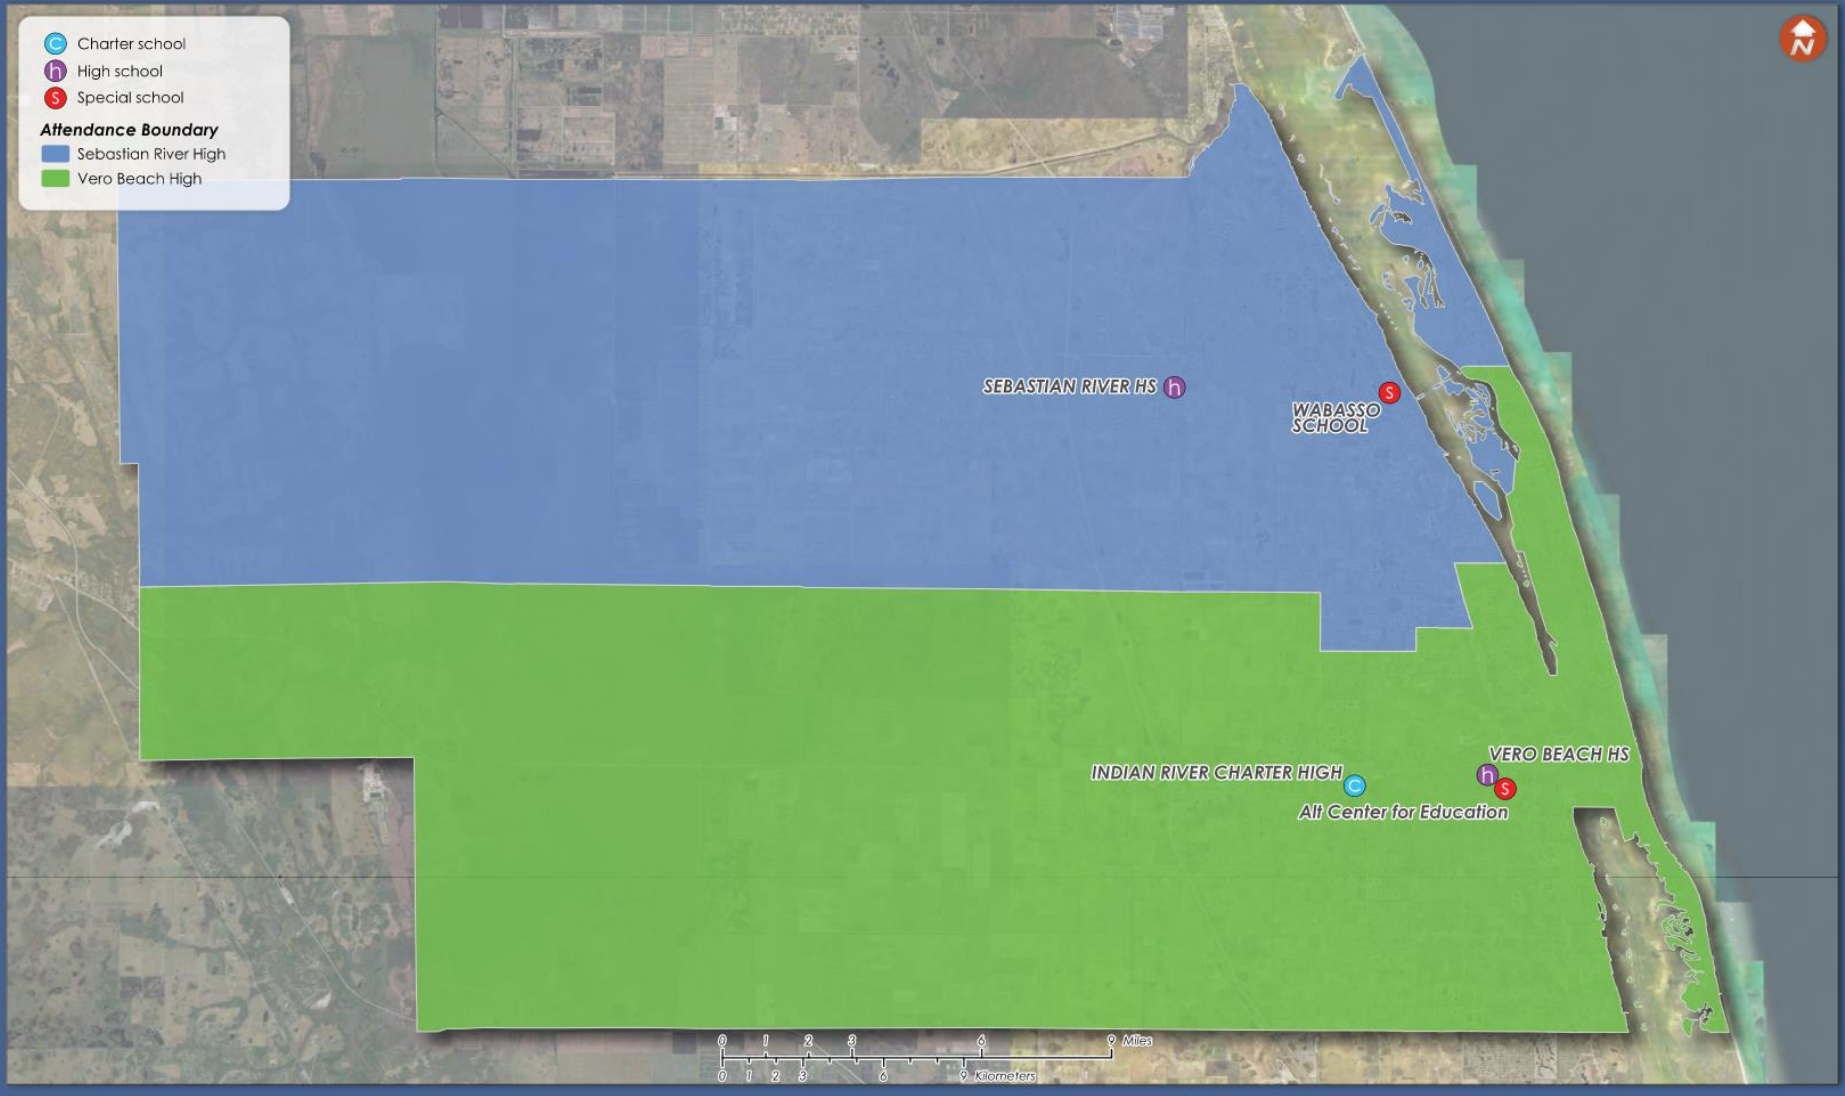 C Charter school
h High school
S Special school
Attendance Boundary
Sebastian River High
Vero Beach High
N
SEBASTIAN RIVER HS h
S
WABASSO
SCHOOL
VERO BEACH HS
INDIAN RIVER CHARTER HIGH C
h
S
Alt Center for Education
0 1 2 3 6 9 Miles
0 1 2 3 6 9 Kilometers